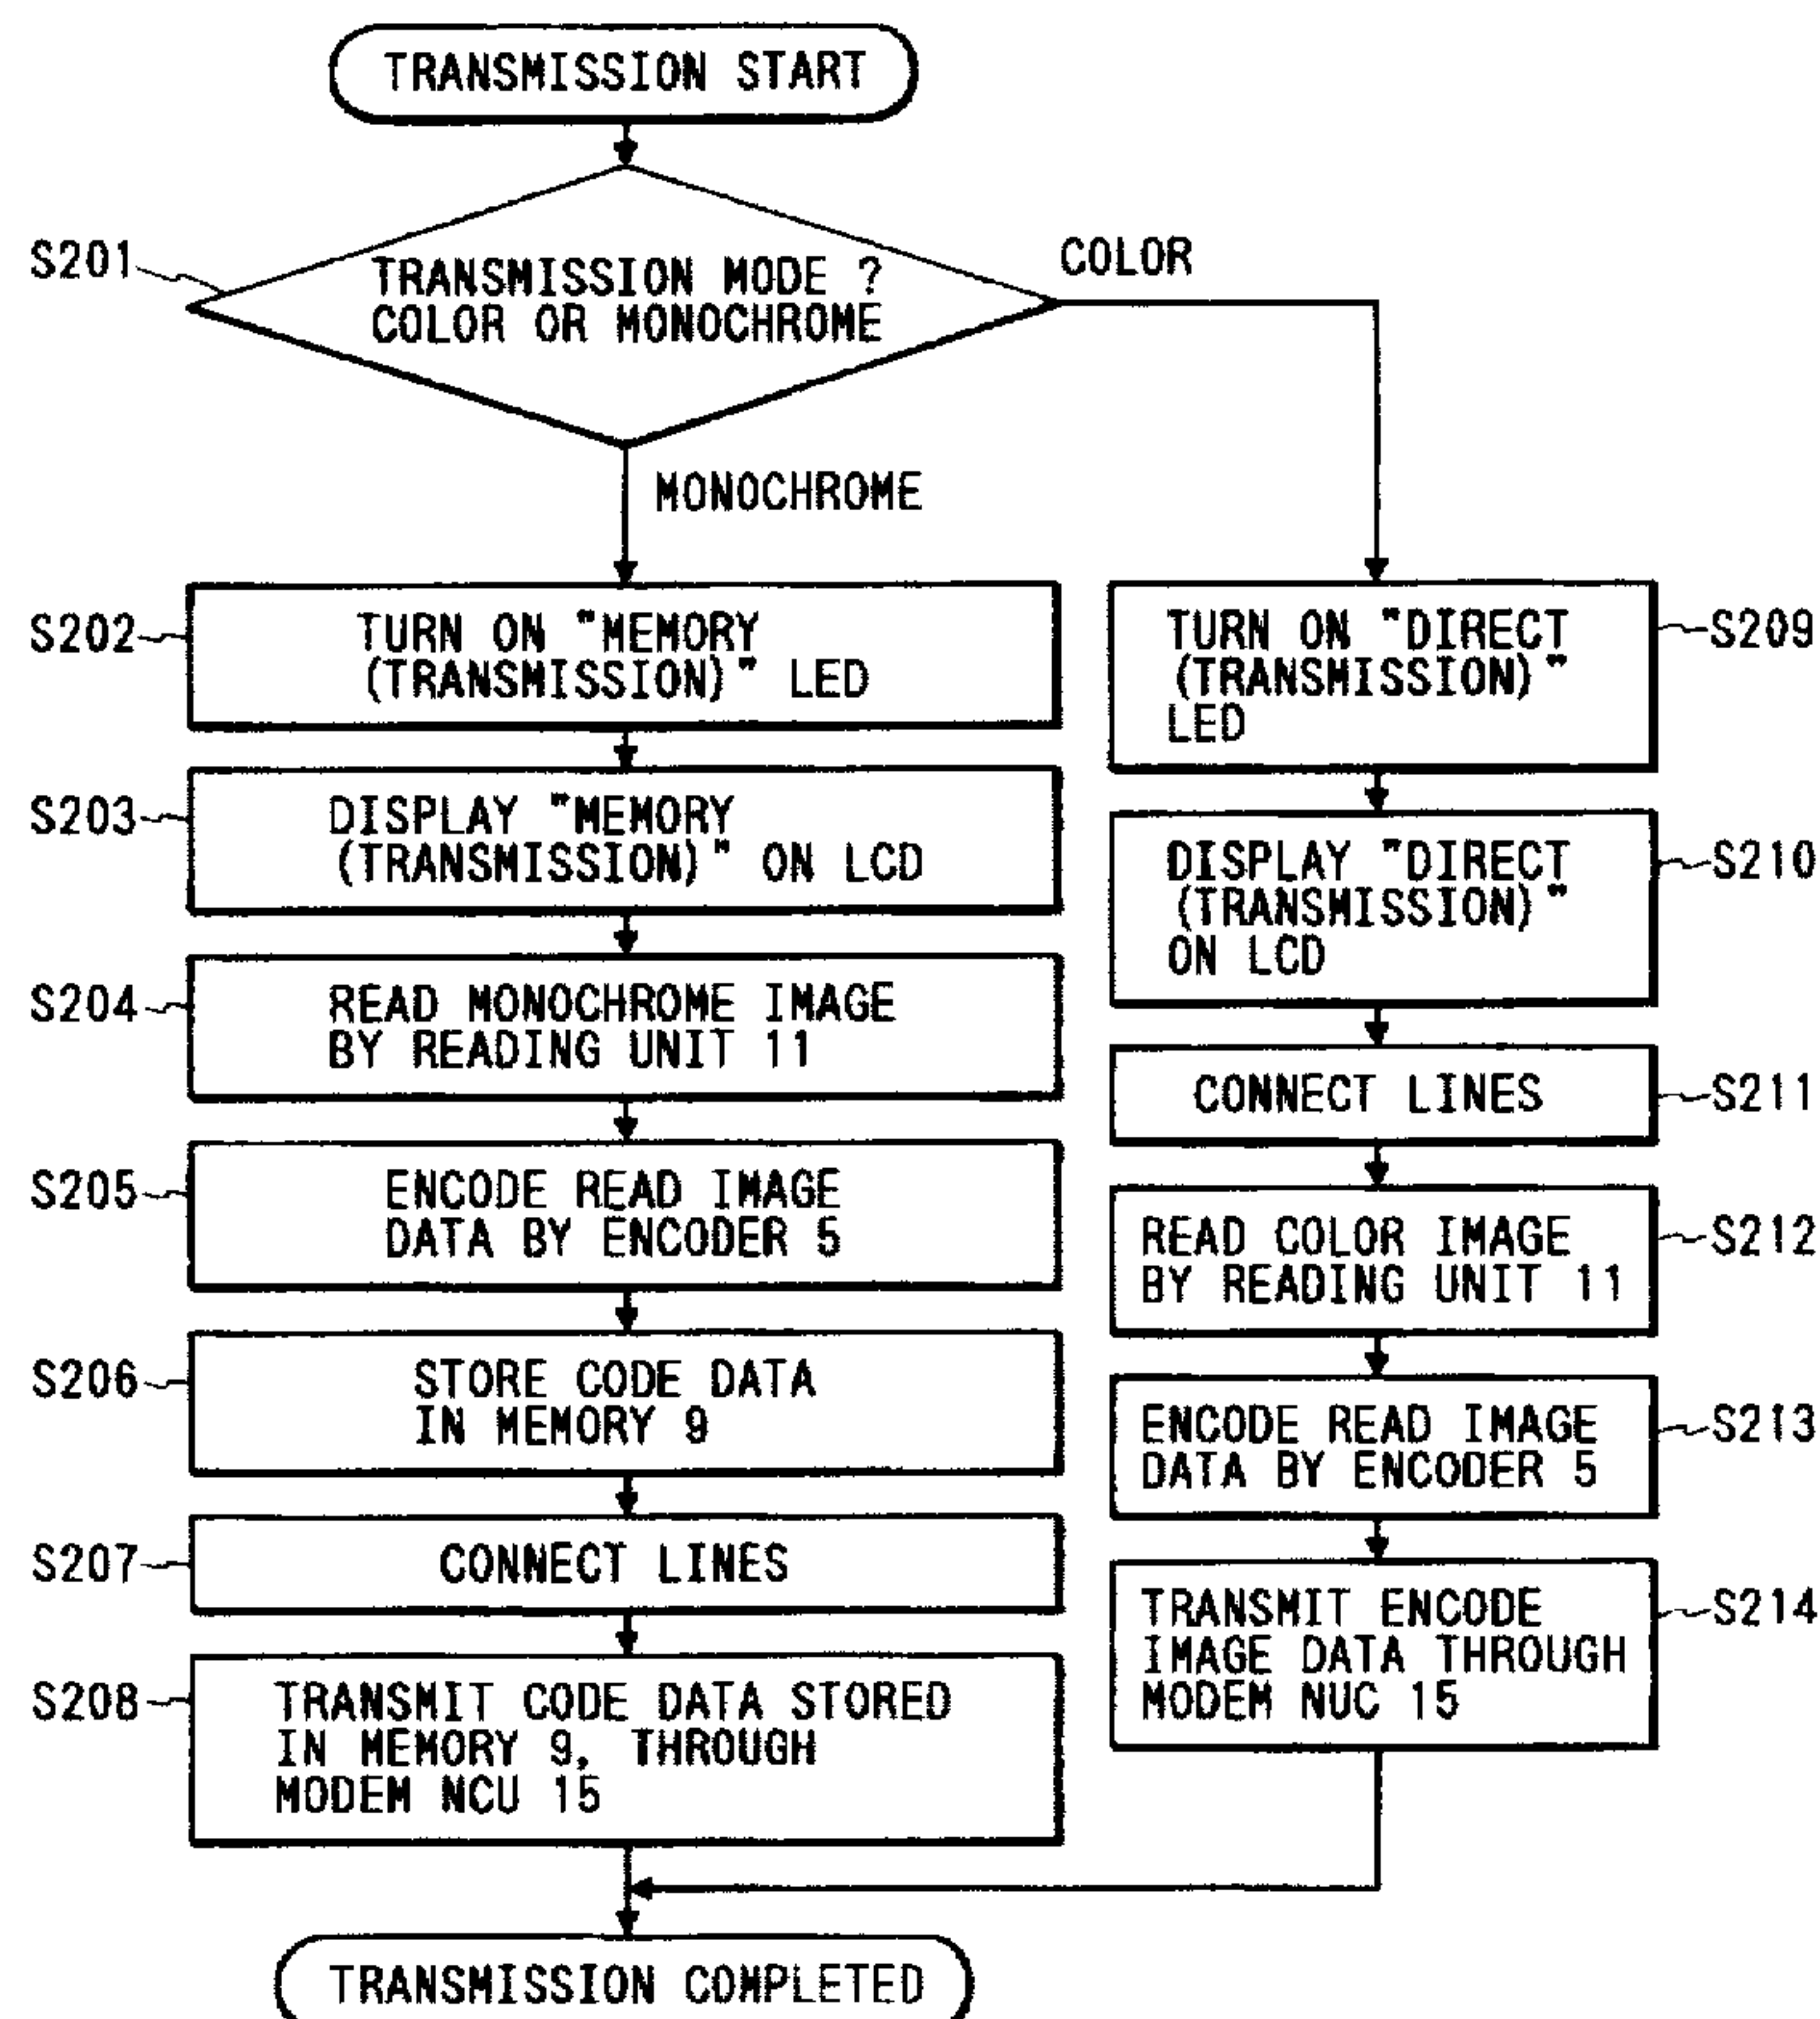 TRANSMISSION START
S201
TRANSMISSION MODE ?
COLOR OR MONOCHROME
COLOR
MONOCHROME
S202
TURN ON "MEMORY
(TRANSMISSION)" LED
S203
DISPLAY "MEMORY
(TRANSMISSION)" ON LCD
S204
READ MONOCHROME IMAGE
BY READING UNIT 11
S205
ENCODE READ IMAGE
DATA BY ENCODER 5
S206
STORE CODE DATA
IN MEMORY 9
S207
CONNECT LINES
S208
TRANSMIT CODE DATA STORED
IN MEMORY 9, THROUGH
MODEM NCU 15
TURN ON "DIRECT
(TRANSMISSION)"
LED
S209
DISPLAY "DIRECT
(TRANSMISSION)"
ON LCD
S210
CONNECT LINES
S211
READ COLOR IMAGE
BY READING UNIT 11
S212
ENCODE READ IMAGE
DATA BY ENCODER 5
S213
TRANSMIT ENCODE
IMAGE DATA THROUGH
MODEM NUC 15
S214
TRANSMISSION COMPLETED